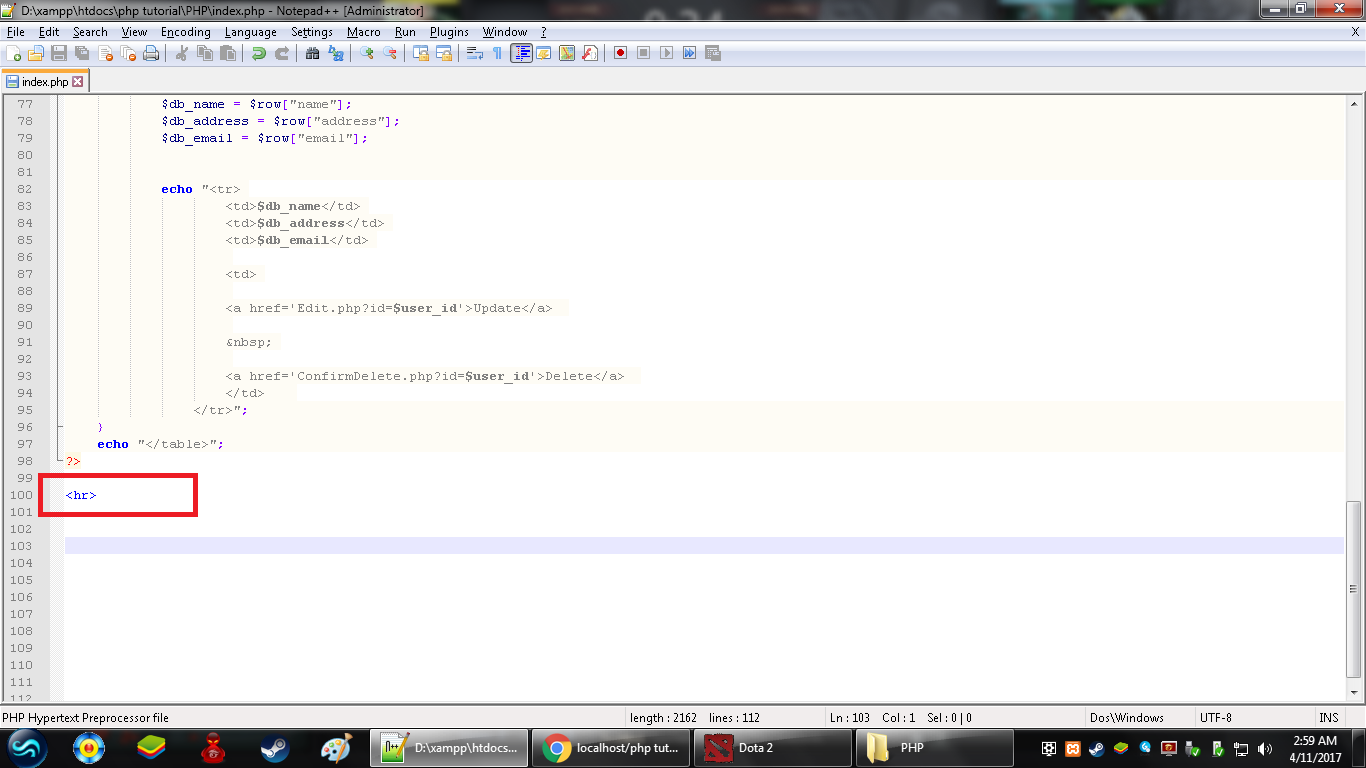 D:\xampp\htdocs\php tutorial\PHP\index.php - Notepad++ [Administrator]
File Edit Search View Encoding Language Settings Macro Run Plugins Window ? X
index.php
77 $db_name = $row["name"];
78 $db_address = $row["address"];
79 $db_email = $row["email"];
80
81
82 echo "<tr>
83 <td>$db_name</td>
84 <td>$db_address</td>
85 <td>$db_email</td>
86
87 <td>
88
89 <a href='Edit.php?id=$user_id'>Update</a>
90
91 &nbsp;
92
93 <a href='ConfirmDelete.php?id=$user_id'>Delete</a>
94 </td>
95 </tr>";
96 }
97 echo "</table>";
98 ?>
99
100 <hr>
101
102
103
104
105
106
107
108
109
110
111
112
PHP Hypertext Preprocessor file length : 2162 lines : 112 Ln : 103 Col : 1 Sel : 0 | 0 Dos\Windows UTF-8 INS
D:\xampp\htdocs... localhost/php tut... Dota 2 PHP 2:59 AM
4/11/2017